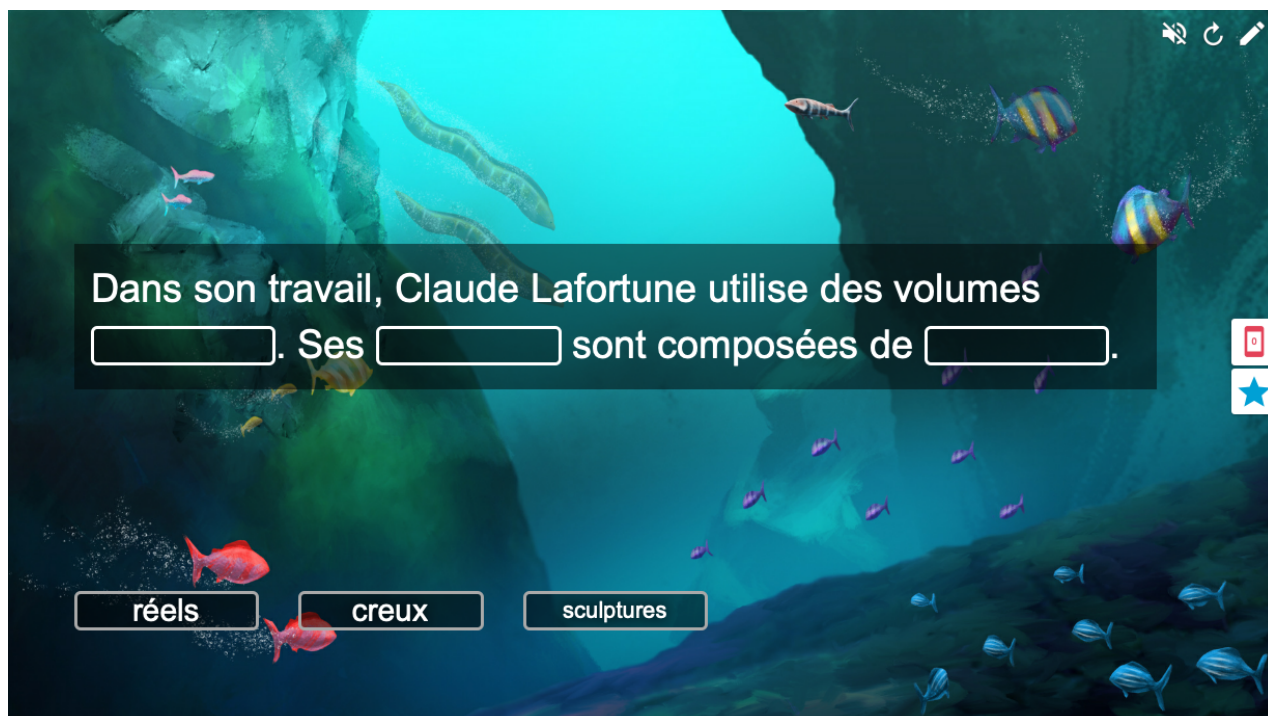 Dans son travail, Claude Lafortune utilise des volumes
. Ses sont composées de .
réels creux sculptures
0